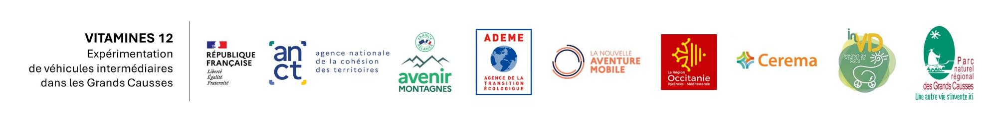 VITAMINES 12
Expérimentation
de véhicules intermédiaires
dans les Grands Causses
RÉPUBLIQUE
FRANÇAISE
Liberté
Égalité
Fraternité
an
ct
agence nationale
de la cohésion
des territoires
FRANCE
RELANCE
avenir
MONTAGNES
ADEME
AGENCE DE LA
TRANSITION
ÉCOLOGIQUE
LA NOUVELLE
AVENTURE
MOBILE
La Région
Occitanie
Pyrénées - Méditerranée
Cerema
in
VD
INNOVATION
VÉHICULES
DOUX
Parc
naturel
régional
des Grands Causses
Une autre vie s'invente ici